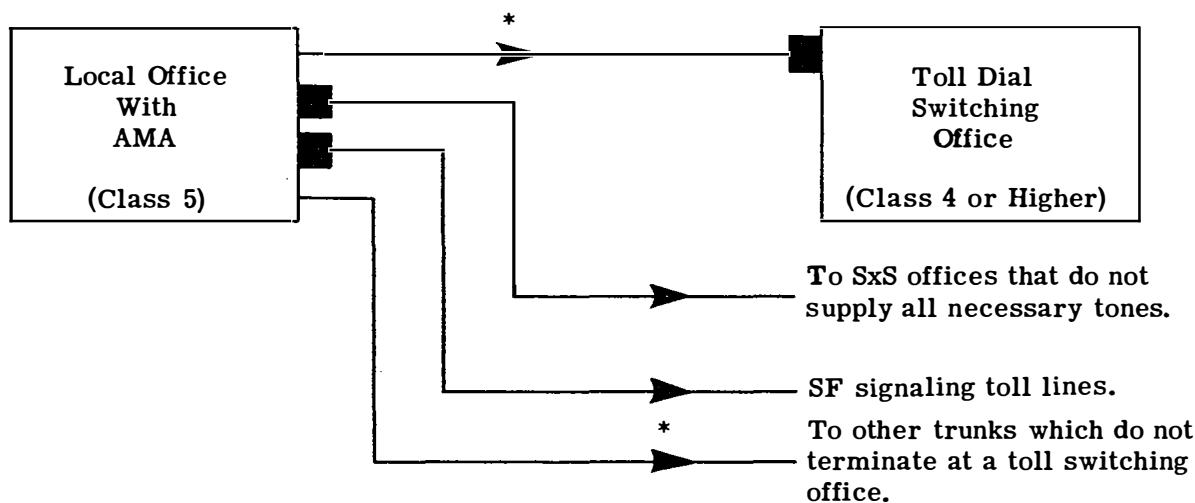 *
Local Office
With
AMA
(Class 5)
Toll Dial
Switching
Office
(Class 4 or Higher)
To SxS offices that do not
supply all necessary tones.
SF signaling toll lines.
*
To other trunks which do not
terminate at a toll switching
office.